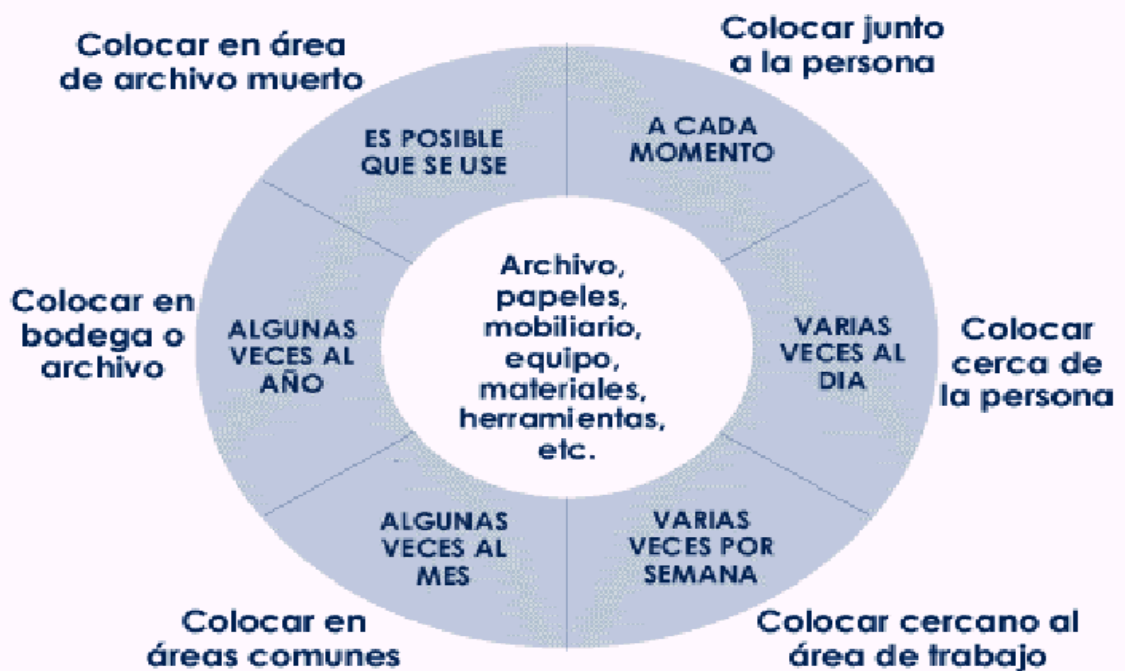 Colocar en área
de archivo muerto
Colocar junto
a la persona
ES POSIBLE
QUE SE USE
A CADA
MOMENTO
Archivo,
papeles,
mobiliario,
equipo,
materiales,
herramientas,
etc.
Colocar en
bodega o
archivo
ALGUNAS
VECES AL
AÑO
VARIAS
VECES AL
DIA
Colocar
cerca de
la persona
ALGUNAS
VECES AL
MES
VARIAS
VECES POR
SEMANA
Colocar en
áreas comunes
Colocar cercano al
área de trabajo